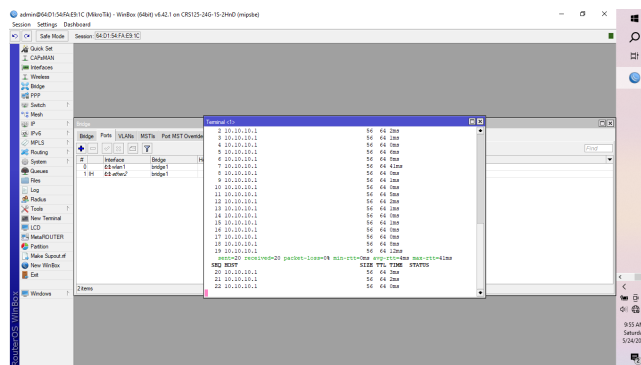 admin@64:D1:54:FA:E9:1C (MikroTik) - WinBox (64bit) v6.42.1 on CRS125-24G-1S-2HnD (mipsbe)
Session Settings Dashboard
Safe Mode Session: 64:D1:54:FA:E9:1C
Quick Set
CAPsMAN
Interfaces
Wireless
Bridge
PPP
Switch
Mesh
IP
IPv6
MPLS
Routing
System
Queues
Files
Log
Radius
Tools
New Terminal
LCD
MetaROUTER
Partition
Make Supout.rif
New WinBox
Exit
Windows
RouterOS WinBox
Bridge
Bridge Ports VLANs MSTIs Port MST Override
Find
# Interface Bridge
0 wlan1 bridge1
1 IH ether2 bridge1
2 items
Terminal <1>
2 10.10.10.1 56 64 2ms
3 10.10.10.1 56 64 1ms
4 10.10.10.1 56 64 0ms
5 10.10.10.1 56 64 6ms
6 10.10.10.1 56 64 5ms
7 10.10.10.1 56 64 41ms
8 10.10.10.1 56 64 0ms
9 10.10.10.1 56 64 1ms
10 10.10.10.1 56 64 0ms
11 10.10.10.1 56 64 5ms
12 10.10.10.1 56 64 2ms
13 10.10.10.1 56 64 0ms
14 10.10.10.1 56 64 0ms
15 10.10.10.1 56 64 1ms
16 10.10.10.1 56 64 0ms
17 10.10.10.1 56 64 0ms
18 10.10.10.1 56 64 0ms
19 10.10.10.1 56 64 12ms
sent=20 received=20 packet-loss=0% min-rtt=0ms avg-rtt=4ms max-rtt=41ms
SEQ HOST SIZE TTL TIME STATUS
20 10.10.10.1 56 64 3ms
21 10.10.10.1 56 64 2ms
22 10.10.10.1 56 64 0ms
9:55 AM
Saturd
5/24/20